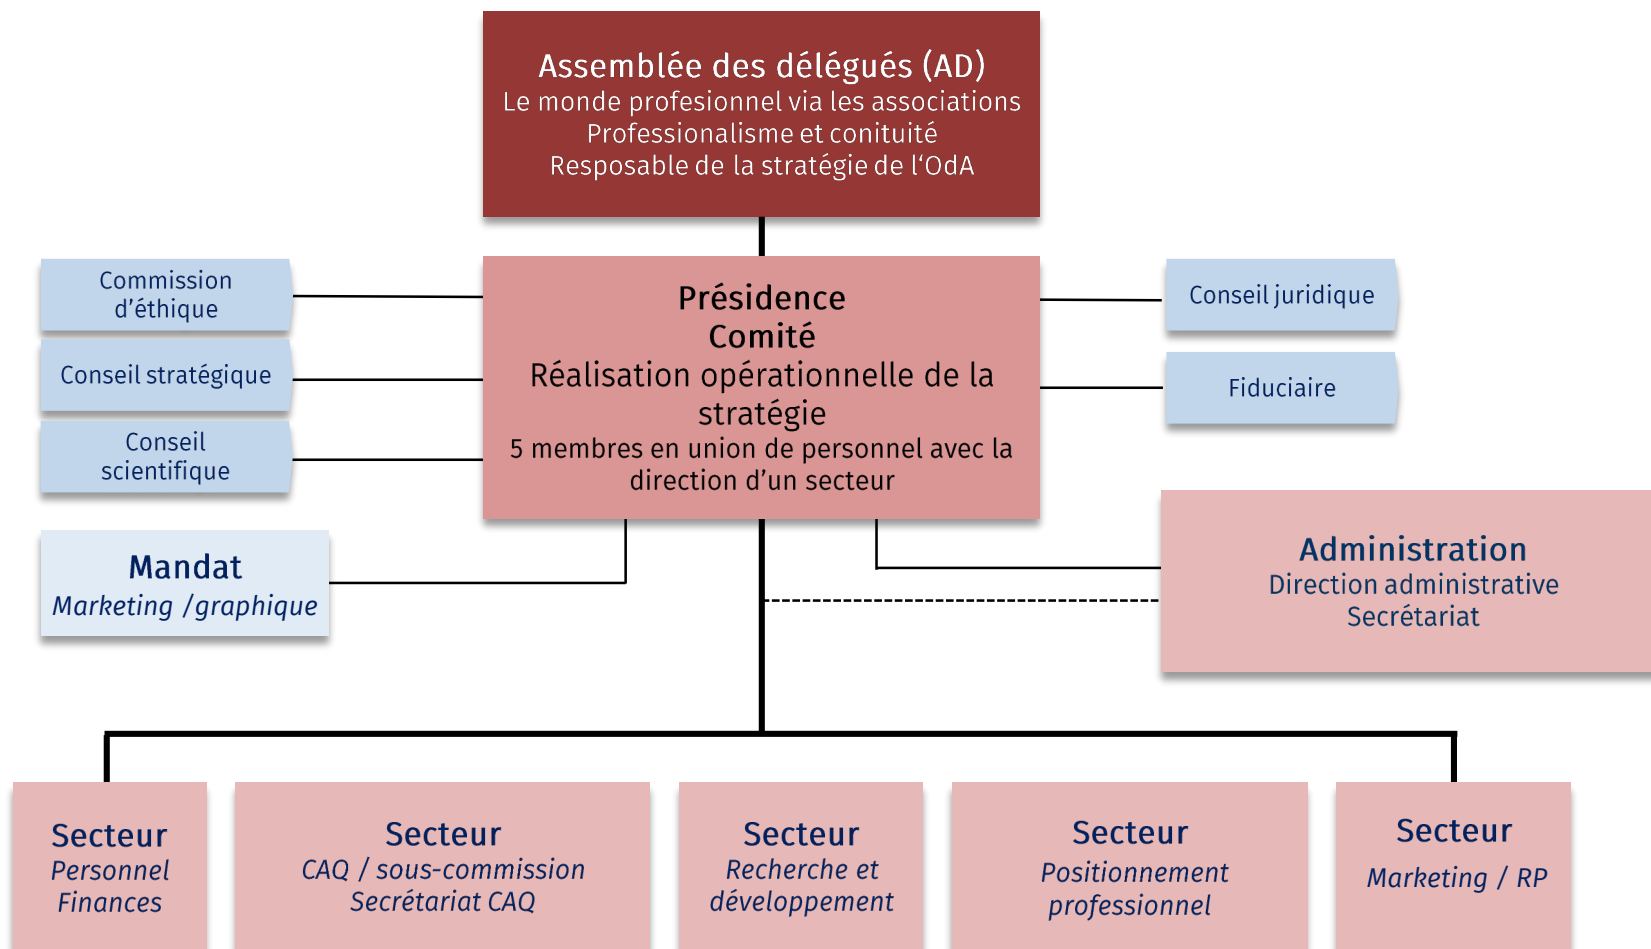 Assemblée des délégués (AD)
Le monde profesionnel via les associations
Professionalisme et conituité
Resposable de la stratégie de l‘OdA
Commission
d’éthique
Conseil stratégique
Conseil
scientifique
Présidence
Comité
Réalisation opérationnelle de la
stratégie
5 membres en union de personnel avec la
direction d’un secteur
Conseil juridique
Fiduciaire
Mandat
Marketing /graphique
Administration
Direction administrative
Secrétariat
Secteur
Personnel
Finances
Secteur
CAQ / sous-commission
Secrétariat CAQ
Secteur
Recherche et
développement
Secteur
Positionnement
professionnel
Secteur
Marketing / RP